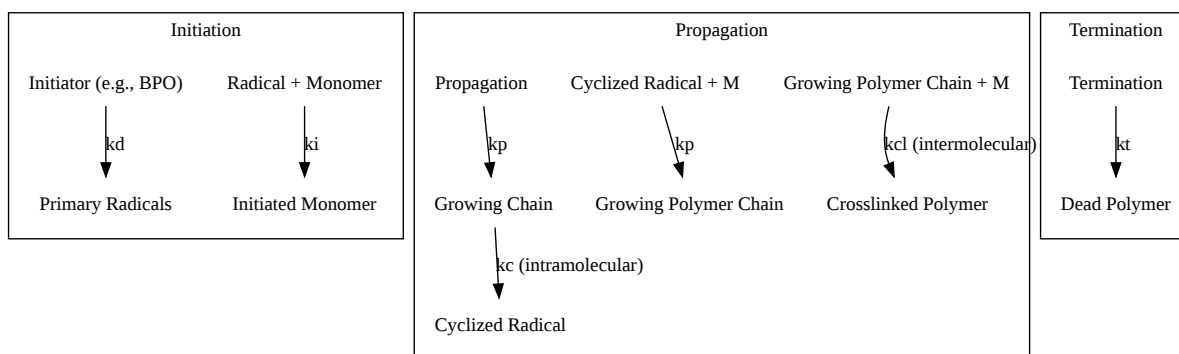 Initiation
Initiator (e.g., BPO)
Radical + Monomer
kd
ki
Primary Radicals
Initiated Monomer
Propagation
Propagation
Cyclized Radical + M
Growing Polymer Chain + M
kp
kp
kcl (intermolecular)
Growing Chain
Growing Polymer Chain
Crosslinked Polymer
kc (intramolecular)
Cyclized Radical
Termination
Termination
kt
Dead Polymer